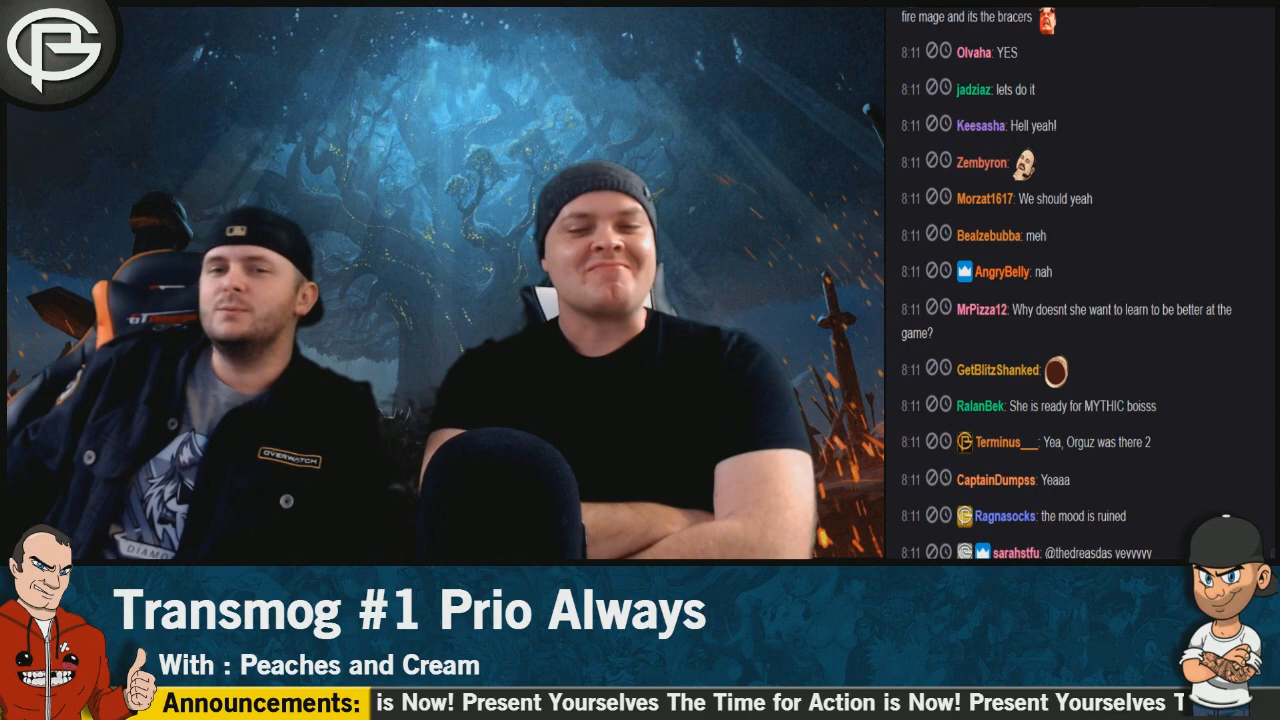 fire mage and its the bracers
8:11 Olvaha: YES
8:11 jadziaz: lets do it
8:11 Keesasha: Hell yeah!
8:11 Zembyron:
8:11 Morzat1617: We should yeah
8:11 Bealzebubba: meh
8:11 AngryBelly: nah
8:11 MrPizza12: Why doesnt she want to learn to be better at the
game?
8:11 GetBlitzShanked:
8:11 RalanBek: She is ready for MYTHIC boisss
8:11 Terminus___: Yea, Orguz was there 2
8:11 CaptainDumpss: Yeaaa
8:11 Ragnasocks: the mood is ruined
8:11 sarahstfu: @thedreasdas yeyyyyy
OVERWATCH
DIAMO
Transmog #1 Prio Always
With : Peaches and Cream
Announcements: is Now! Present Yourselves The Time for Action is Now! Present Yourselves T